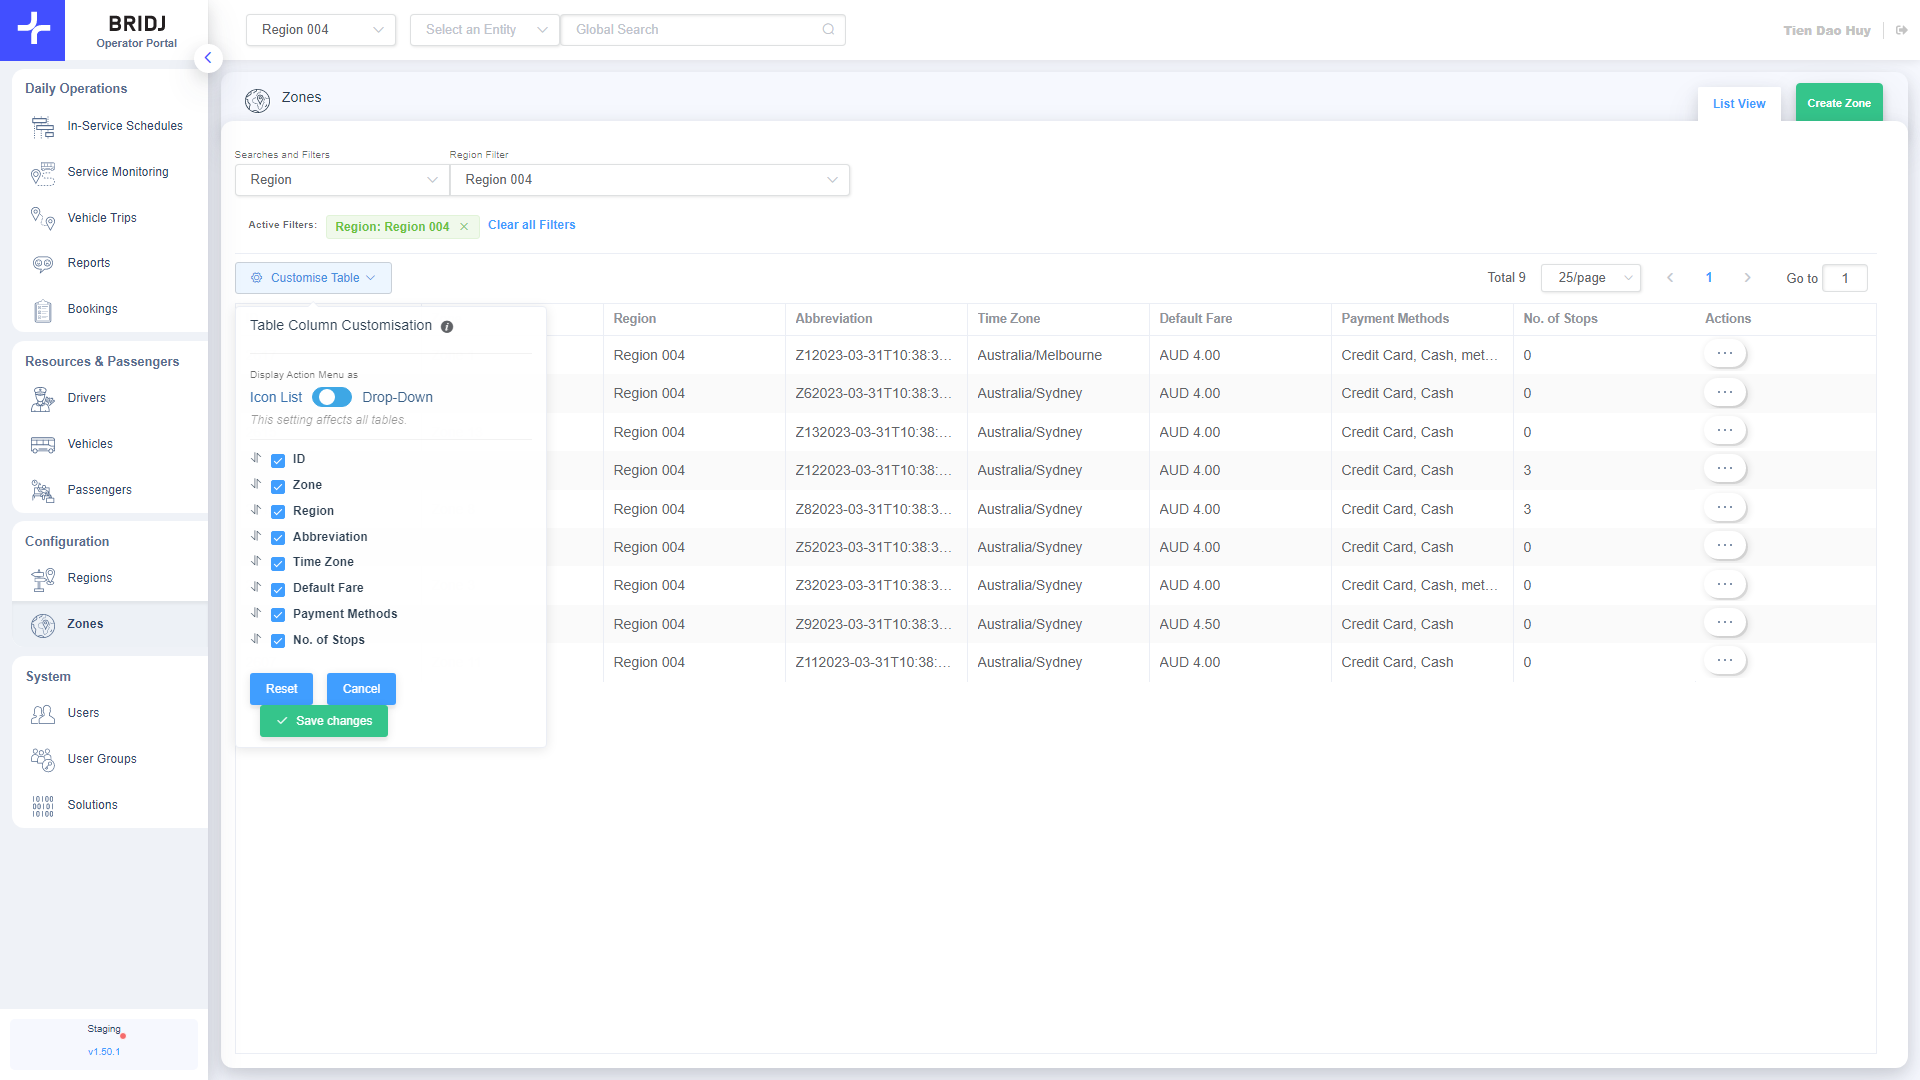 BRIDJ
Operator Portal
Region 004
Select an Entity
Global Search
Tien Dao Huy
Daily Operations
In-Service Schedules
Service Monitoring
Vehicle Trips
Reports
Bookings
Resources & Passengers
Drivers
Vehicles
Passengers
Configuration
Regions
Zones
System
Users
User Groups
10100
00101
10100
Solutions
Staging
v1.50.1
Zones
List View
Create Zone
Searches and Filters
Region Filter
Region
Region 004
Active Filters:
Region: Region 004
Clear all Filters
Customise Table
Total 9
25/page
1
Go to
1
Table Column Customisation
Display Action Menu as
Icon List
Drop-Down
This setting affects all tables.
ID
Zone
Region
Abbreviation
Time Zone
Default Fare
Payment Methods
No. of Stops
Reset
Cancel
Save changes
Region Abbreviation Time Zone Default Fare Payment Methods No. of Stops Actions
Region 004 Z12023-03-31T10:38:3... Australia/Melbourne AUD 4.00 Credit Card, Cash, met... 0 ...
Region 004 Z62023-03-31T10:38:3... Australia/Sydney AUD 4.00 Credit Card, Cash 0 ...
Region 004 Z132023-03-31T10:38:... Australia/Sydney AUD 4.00 Credit Card, Cash 0 ...
Region 004 Z122023-03-31T10:38:... Australia/Sydney AUD 4.00 Credit Card, Cash 3 ...
Region 004 Z82023-03-31T10:38:3... Australia/Sydney AUD 4.00 Credit Card, Cash 3 ...
Region 004 Z52023-03-31T10:38:3... Australia/Sydney AUD 4.00 Credit Card, Cash 0 ...
Region 004 Z32023-03-31T10:38:3... Australia/Sydney AUD 4.00 Credit Card, Cash, met... 0 ...
Region 004 Z92023-03-31T10:38:3... Australia/Sydney AUD 4.50 Credit Card, Cash 0 ...
Region 004 Z112023-03-31T10:38:... Australia/Sydney AUD 4.00 Credit Card, Cash 0 ...